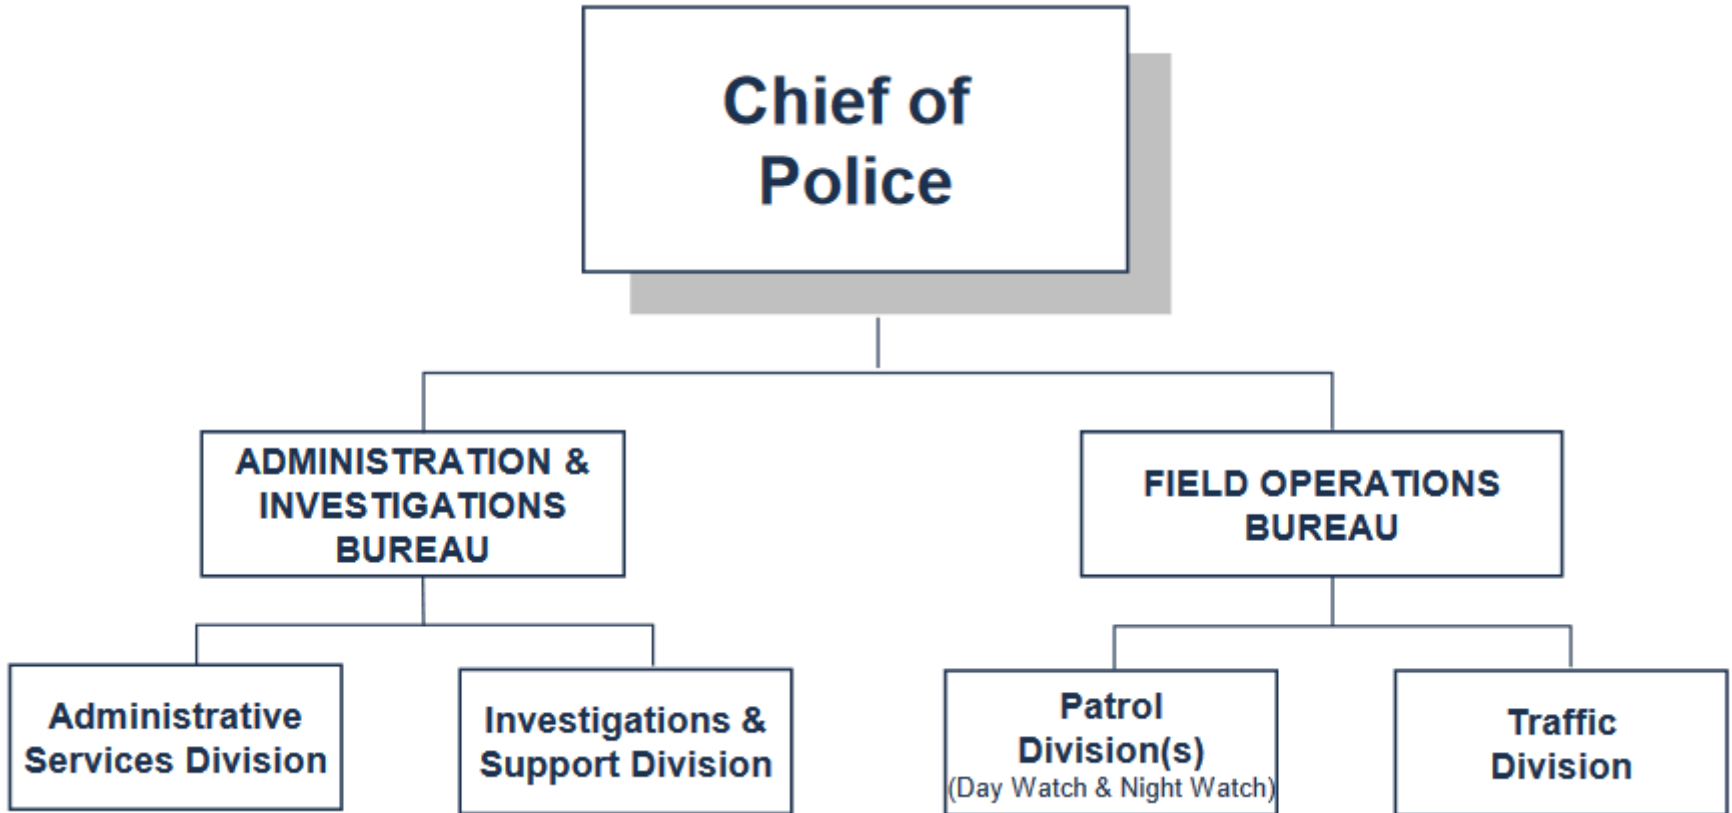 Chief of
Police
ADMINISTRATION &
INVESTIGATIONS
BUREAU
FIELD OPERATIONS
BUREAU
Administrative
Services Division
Investigations &
Support Division
Patrol
Division(s)
(Day Watch & Night Watch)
Traffic
Division